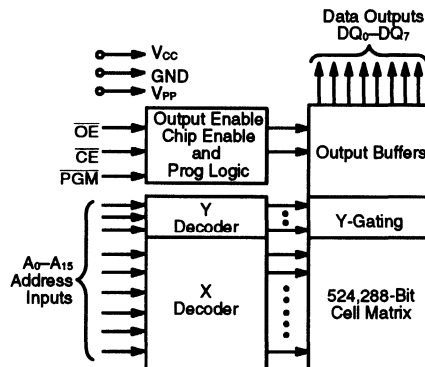 Data Outputs
DQ0–DQ7
VCC
GND
VPP
OE
CE
PGM
Output Enable
Chip Enable
and
Prog Logic
Output Buffers
Y
Decoder
Y-Gating
A0–A15
Address
Inputs
X
Decoder
524,288-Bit
Cell Matrix